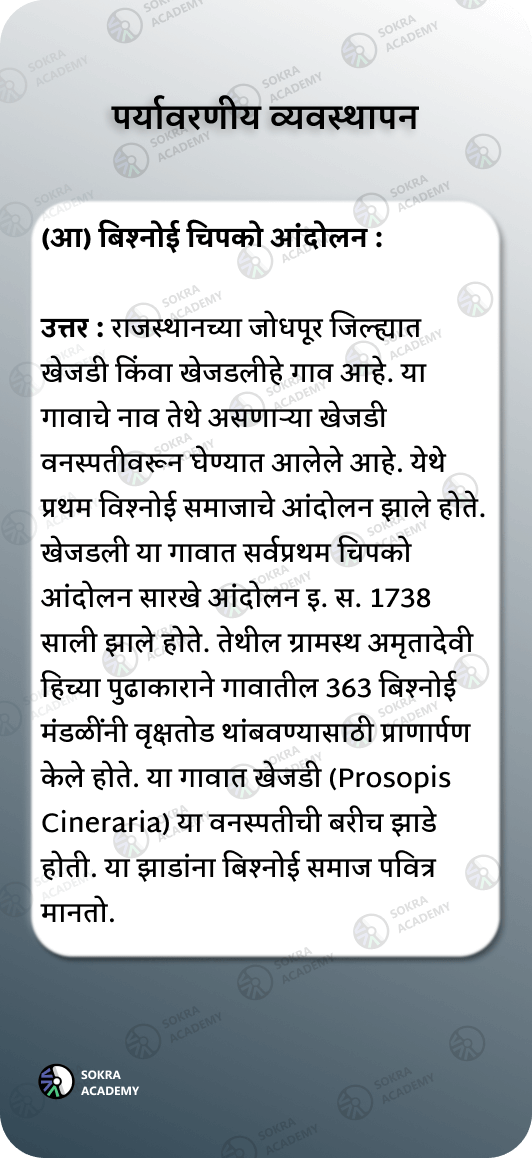 पर्यावरणीय व्यवस्थापन
(आ) बिश्नोई चिपको आंदोलन :
उत्तर : राजस्थानच्या जोधपूर जिल्ह्यात
खेजडी किंवा खेजडलीहे गाव आहे. या
गावाचे नाव तेथे असणाऱ्या खेजडी
वनस्पतीवरून घेण्यात आलेले आहे. येथे
प्रथम विश्नोई समाजाचे आंदोलन झाले होते.
खेजडली या गावात सर्वप्रथम चिपको
आंदोलन सारखे आंदोलन इ. स. 1738
साली झाले होते. तेथील ग्रामस्थ अमृतादेवी
हिच्या पुढाकाराने गावातील 363 बिश्नोई
मंडळींनी वृक्षतोड थांबवण्यासाठी प्राणार्पण
केले होते. या गावात खेजडी (Prosopis
Cineraria) या वनस्पतीची बरीच झाडे
होती. या झाडांना बिश्नोई समाज पवित्र
मानतो.
SOKRA
ACADEMY